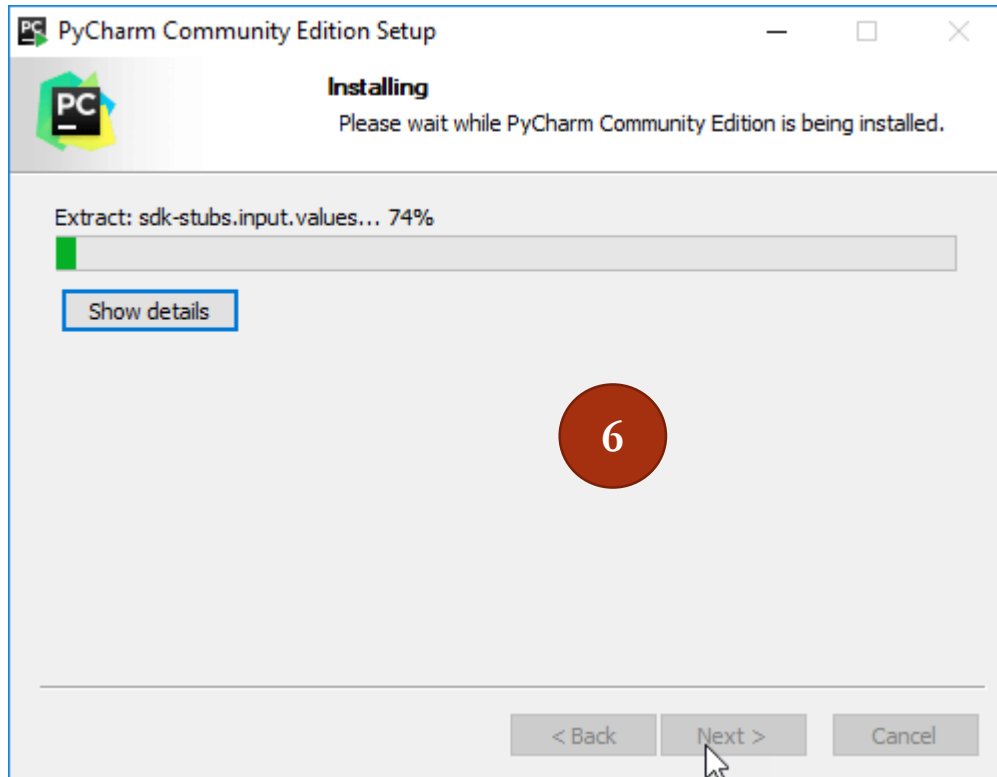 PyCharm Community Edition Setup
PC
Installing
Please wait while PyCharm Community Edition is being installed.
Extract: sdk-stubs.input.values... 74%
Show details
6
< Back Next > Cancel